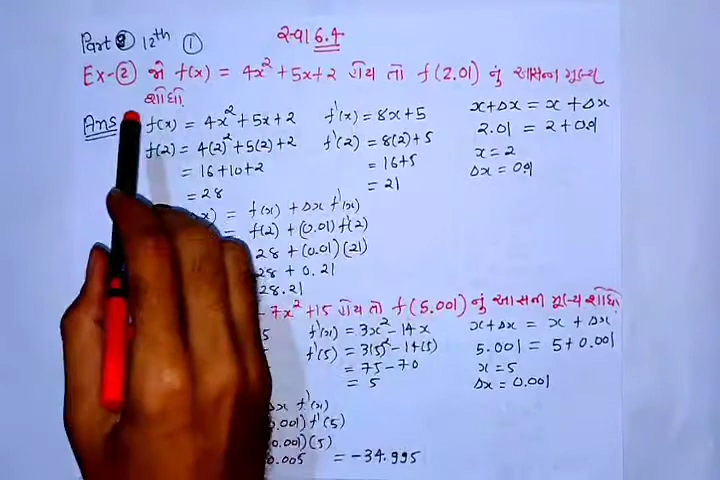 Part ② 12th ①
સ્વા 6.4
Ex-② જો f(x) = 4x² + 5x + 2 હોય તો f(2.01) નું આસન્ન મૂલ્ય
શોધો.
Ans f(x) = 4x² + 5x + 2 f'(x) = 8x + 5 x + Δx = x + Δx
f(2) = 4(2)² + 5(2) + 2 f'(2) = 8(2) + 5 2.01 = 2 + 0.01
= 16 + 10 + 2 = 16 + 5 x = 2
= 28 = 21 Δx = 0.01
x) = f(x) + Δx f'(x)
= f(2) + (0.01) f'(2)
28 + (0.01) (21)
28 + 0.21
28.21
- 7x² + 15 હોય તો f(5.001) નું આસન્ન મૂલ્ય શોધો.
5 f'(x) = 3x² - 14x x + Δx = x + Δx
f'(5) = 3(5)² - 14(5) 5.001 = 5 + 0.001
= 75 - 70 x = 5
= 5 Δx = 0.001
Δx f'(x)
0.001) f'(5)
0.001) (5)
0.005 = -34.995